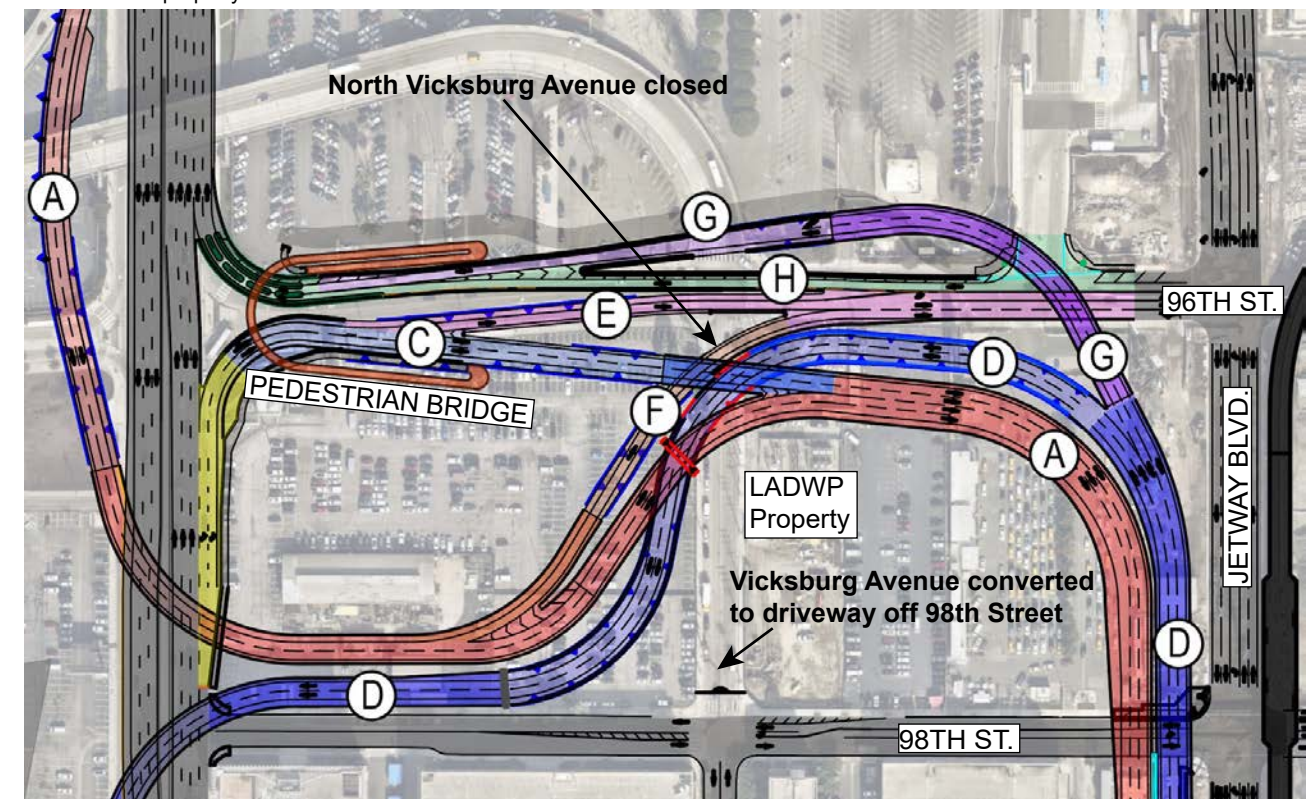 property
North Vicksburg Avenue closed
A
G
H
96TH ST.
E
C
D
G
PEDESTRIAN BRIDGE
F
A
LADWP
Property
JETWAY BLVD.
Vicksburg Avenue converted
to driveway off 98th Street
D
D
98TH ST.